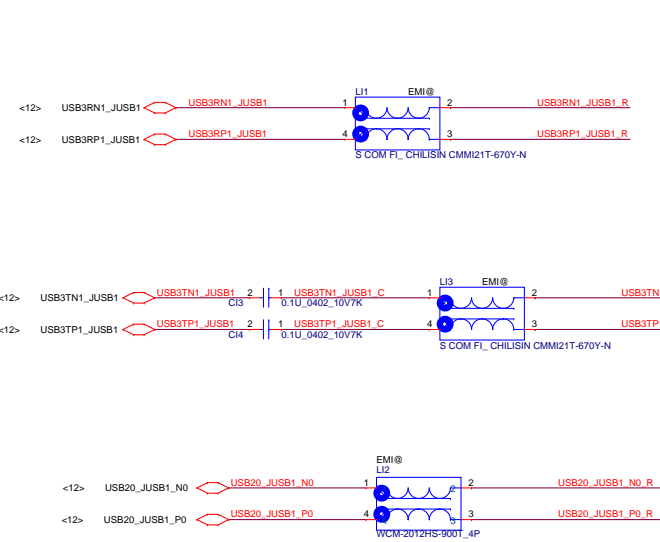 LI1 EMI@
<12> USB3RN1_JUSB1 USB3RN1_JUSB1 1 2 USB3RN1_JUSB1_R
<12> USB3RP1_JUSB1 USB3RP1_JUSB1 4 3 USB3RP1_JUSB1_R
S COM FI_ CHILISIN CMMI21T-670Y-N
LI3 EMI@
<12> USB3TN1_JUSB1 USB3TN1_JUSB1 2 1 USB3TN1_JUSB1_C 1 2 USB3TN
CI3 0.1U_0402_10V7K
<12> USB3TP1_JUSB1 USB3TP1_JUSB1 2 1 USB3TP1_JUSB1_C 4 3 USB3TP
CI4 0.1U_0402_10V7K
S COM FI_ CHILISIN CMMI21T-670Y-N
EMI@
LI2
<12> USB20_JUSB1_N0 USB20_JUSB1_N0 1 2 2 USB20_JUSB1_N0_R
<12> USB20_JUSB1_P0 USB20_JUSB1_P0 4 3 3 USB20_JUSB1_P0_R
WCM-2012HS-900T_4P